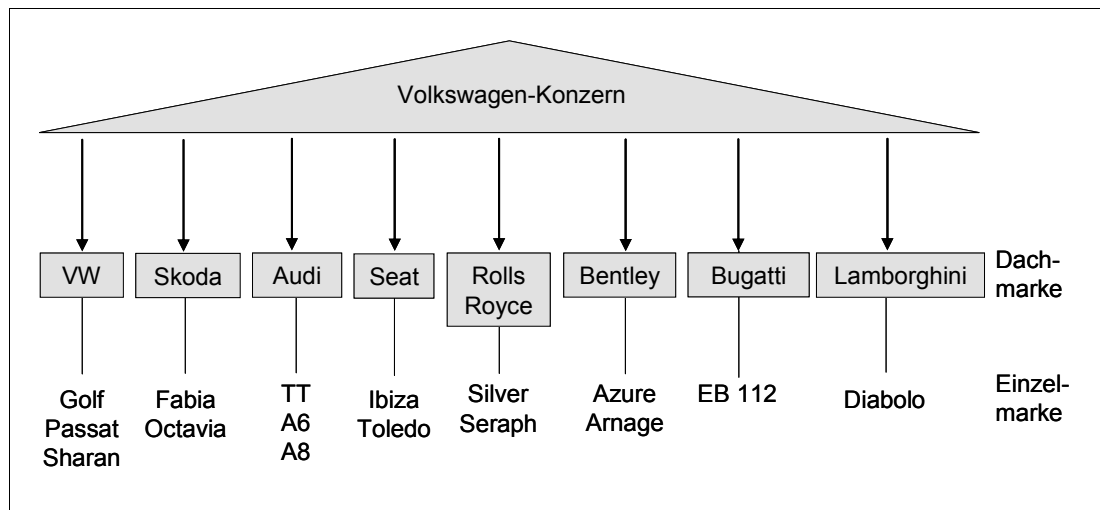 Volkswagen-Konzern
VW
Skoda
Audi
Seat
Rolls
Royce
Bentley
Bugatti
Lamborghini
Dach-
marke
Golf
Passat
Sharan
Fabia
Octavia
TT
A6
A8
Ibiza
Toledo
Silver
Seraph
Azure
Arnage
EB 112
Diabolo
Einzel-
marke